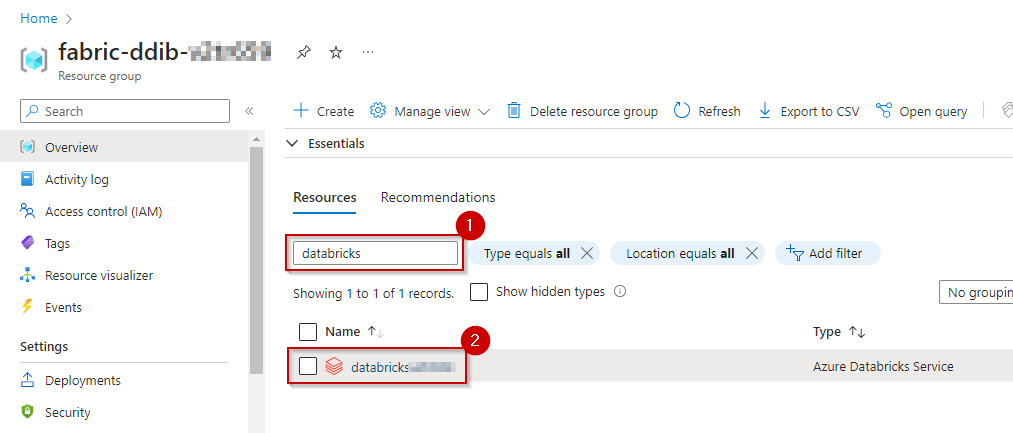 Home >
fabric-ddib-
Resource group
Search
Create Manage view Delete resource group Refresh Export to CSV Open query
Overview
Activity log
Access control (IAM)
Tags
Resource visualizer
Events
Settings
Deployments
Security
Essentials
Resources Recommendations
1
databricks Type equals all Location equals all Add filter
Showing 1 to 1 of 1 records. Show hidden types No groupin
Name Type
2
databricks Azure Databricks Service